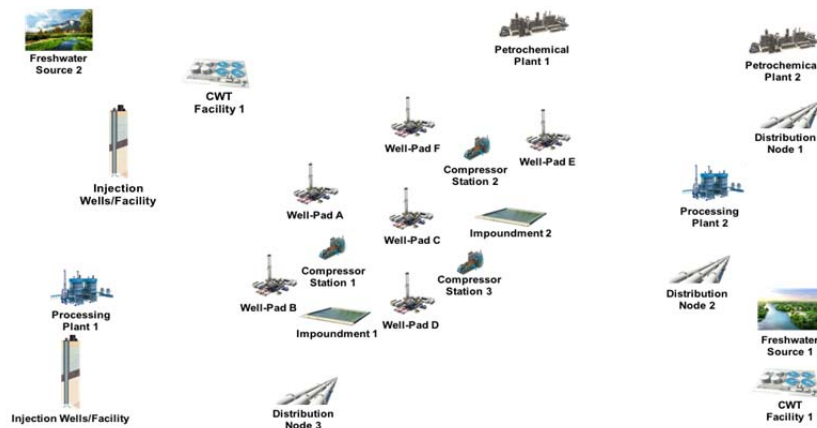 Petrochemical
Plant 1
Freshwater
Source 2
Petrochemical
Plant 2
CWT
Facility 1
Distribution
Node 1
Well-Pad F
Compressor
Station 2
Well-Pad E
Injection
Wells/Facility
Well-Pad A
Processing
Plant 2
Well-Pad C
Impoundment 2
Compressor
Station 1
Compressor
Station 3
Distribution
Node 2
Well-Pad B
Processing
Plant 1
Impoundment 1
Well-Pad D
Freshwater
Source 1
Injection Wells/Facility
Distribution
Node 3
CWT
Facility 1